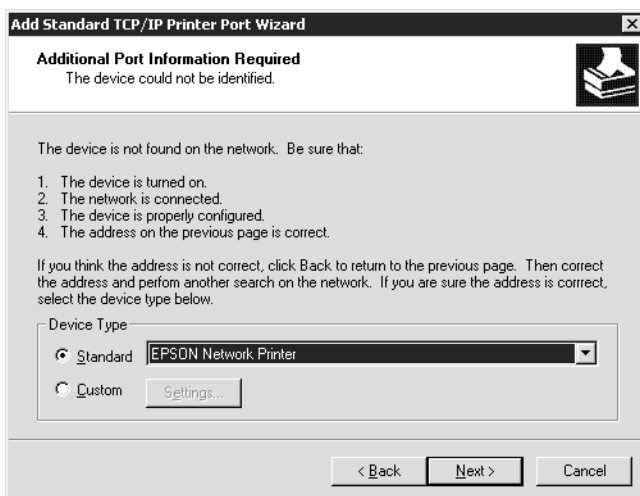 Add Standard TCP/IP Printer Port Wizard
Additional Port Information Required
The device could not be identified.
The device is not found on the network. Be sure that:
1. The device is turned on.
2. The network is connected.
3. The device is properly configured.
4. The address on the previous page is correct.
If you think the address is not correct, click Back to return to the previous page. Then correct
the address and perfom another search on the network. If you are sure the address is corrrect,
select the device type below.
Device Type
Standard EPSON Network Printer
Custom Settings...
< Back Next > Cancel